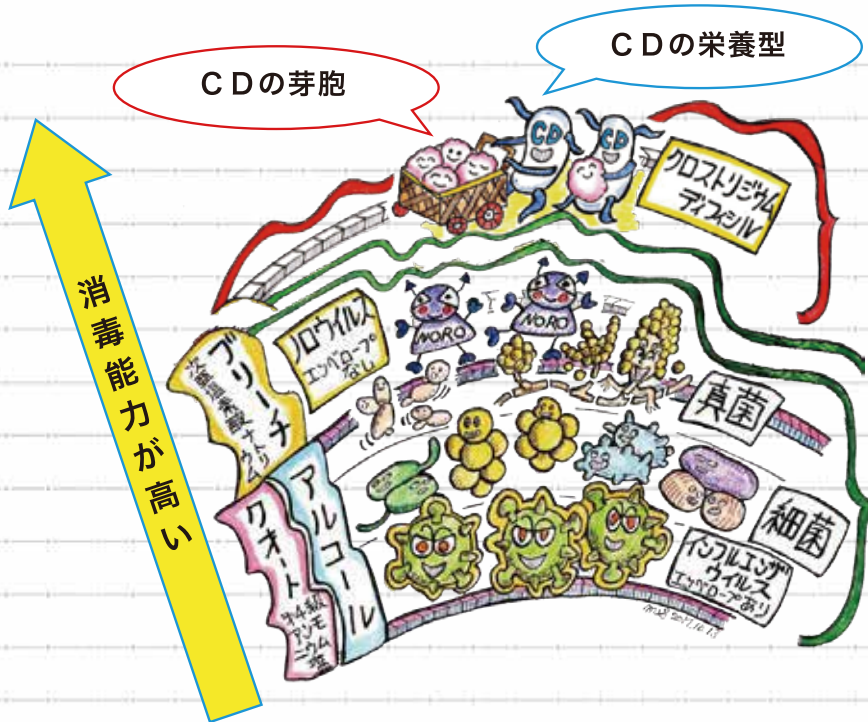 CDの栄養型
CDの芽胞
CD
CD
クロストリジウム
ディフィシル
消毒能力が高い
NORO
NORO
ノロウイルス
エンベロープ
なし
ブリーチ
次亜塩素酸ナトリウム
真菌
アルコール
クオート
第4級
アンモ
ニウム
塩
細菌
インフルエンザ
ウイルス
エンベロープあり
2017.10.13